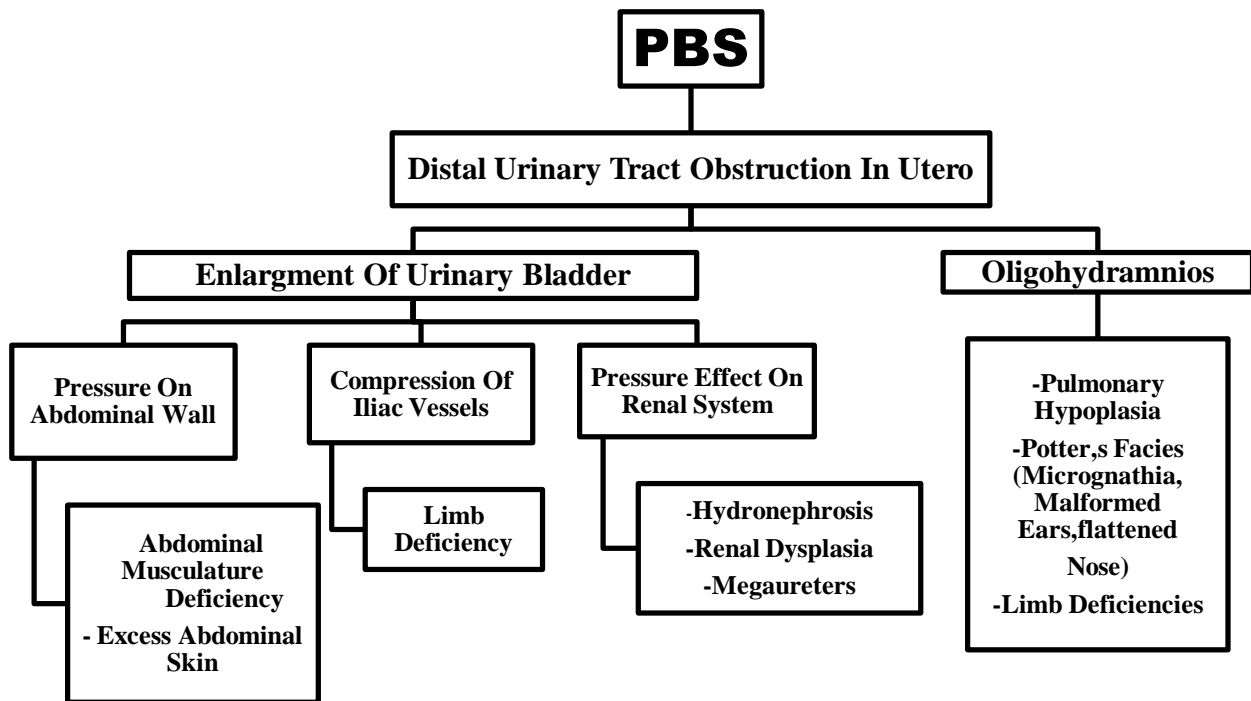 PBS
Distal Urinary Tract Obstruction In Utero
Enlargment Of Urinary Bladder
Oligohydramnios
Pressure On
Abdominal Wall
Compression Of
Iliac Vessels
Pressure Effect On
Renal System
Abdominal
Musculature
Deficiency
- Excess Abdominal
Skin
Limb
Deficiency
-Hydronephrosis
-Renal Dysplasia
-Megaureters
-Pulmonary
Hypoplasia
-Potter,s Facies
(Micrognathia,
Malformed
Ears,flattened
Nose)
-Limb Deficiencies